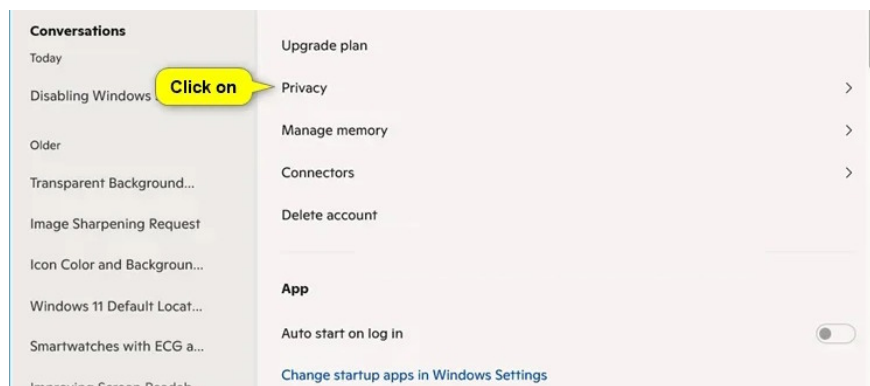 Conversations
Today
Disabling Windows
Older
Transparent Background...
Image Sharpening Request
Icon Color and Backgroun...
Windows 11 Default Locat...
Smartwatches with ECG a...
Click on
Upgrade plan
Privacy
Manage memory
Connectors
Delete account
App
Auto start on log in
Change startup apps in Windows Settings